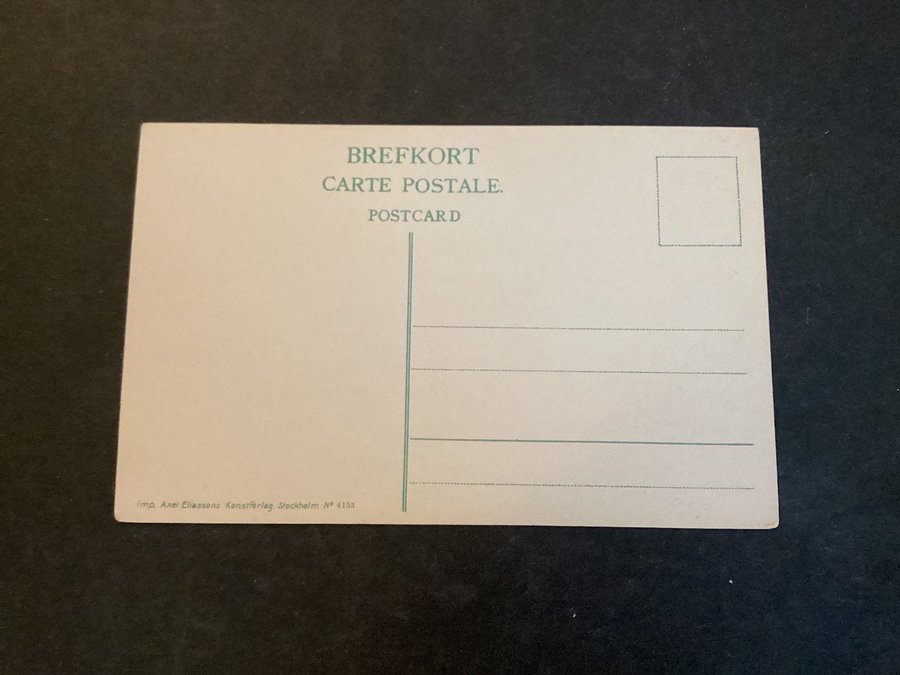 BREFKORT
CARTE POSTALE.
POSTCARD
Imp. Axel Eliassons Konstförlag Stockholm Nº 4153